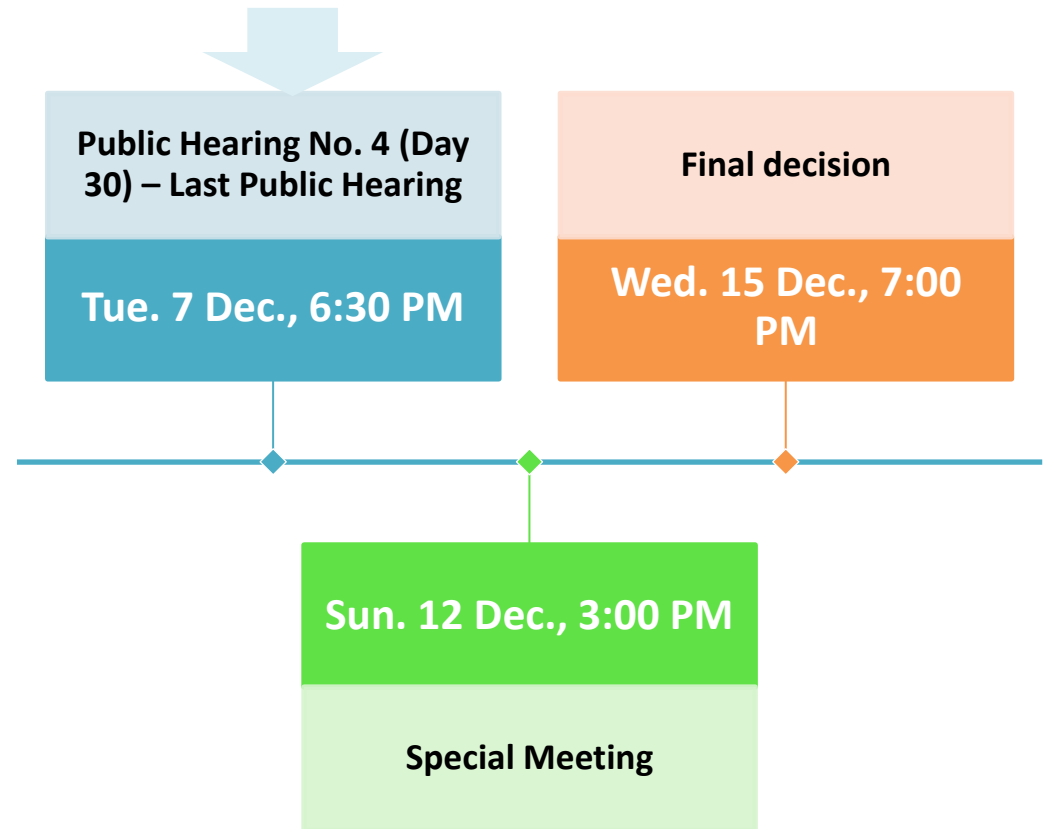 Public Hearing No. 4 (Day
30) – Last Public Hearing
Tue. 7 Dec., 6:30 PM
Final decision
Wed. 15 Dec., 7:00
PM
Sun. 12 Dec., 3:00 PM
Special Meeting